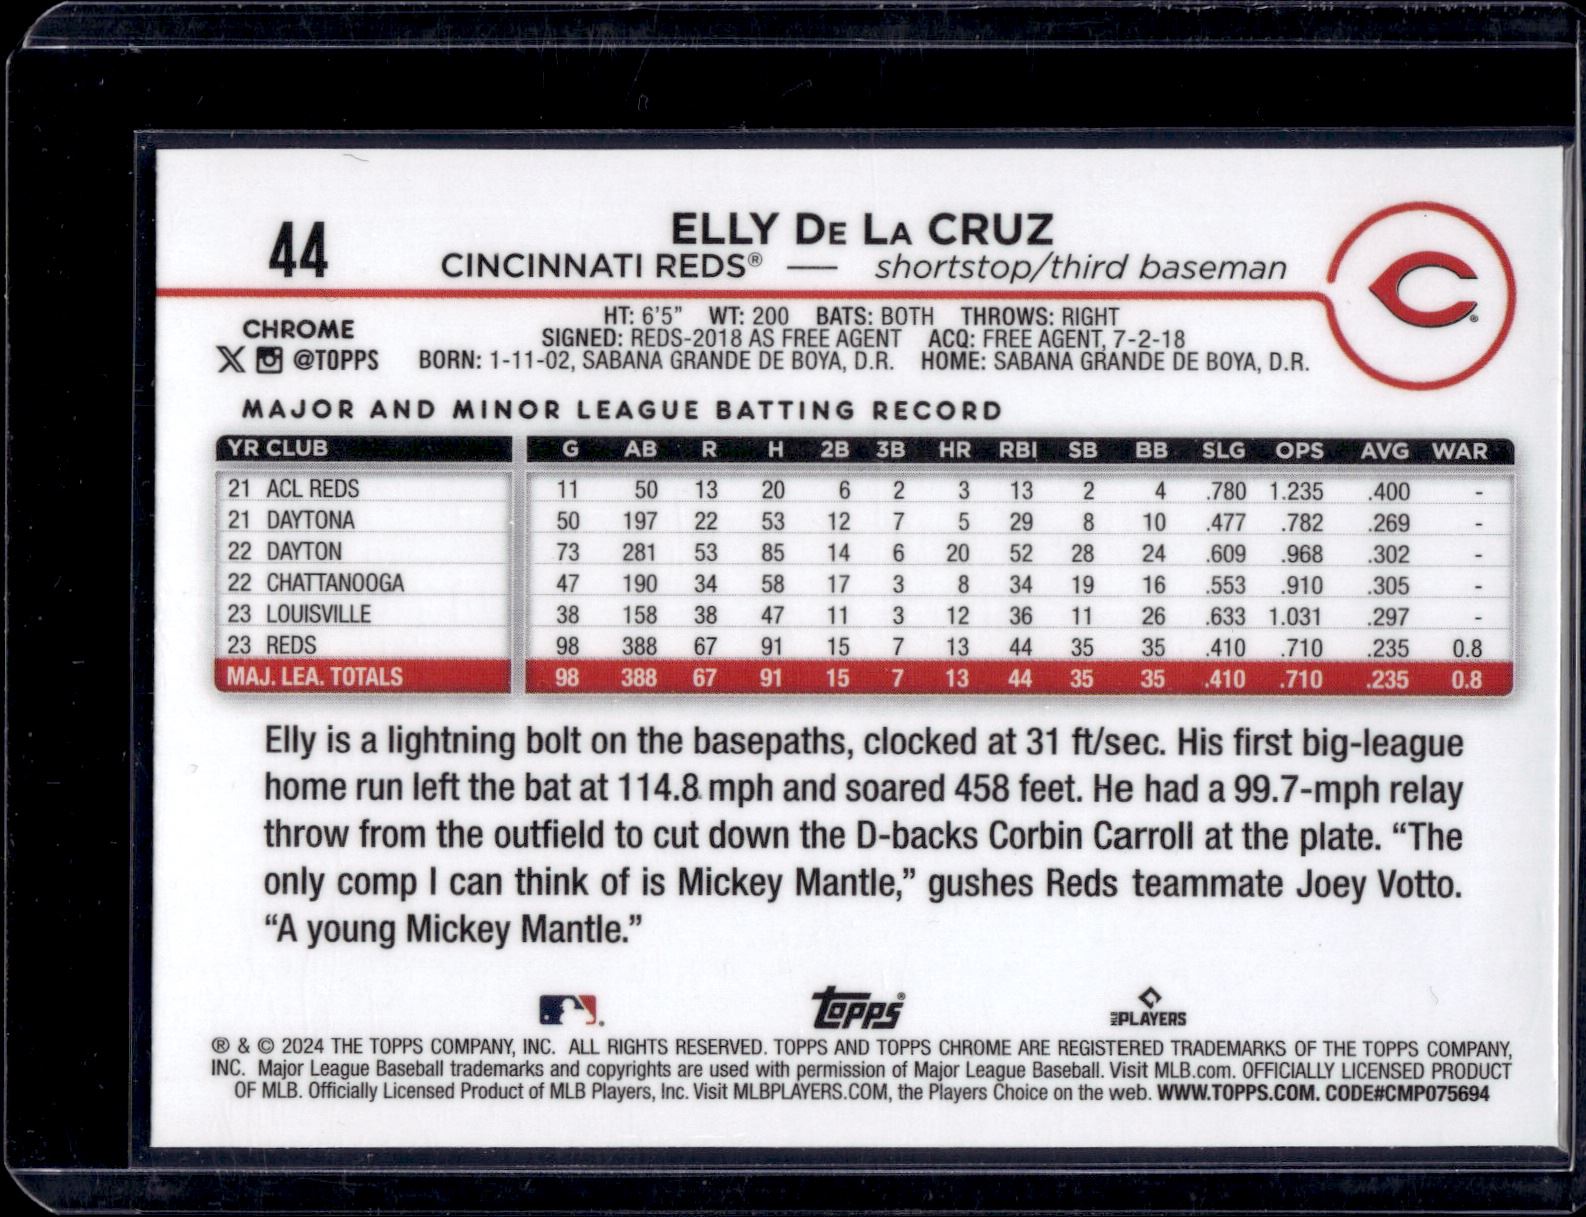 44
ELLY DE LA CRUZ
CINCINNATI REDS® — shortstop/third baseman
C
®
CHROME
X @TOPPS
HT: 6'5" WT: 200 BATS: BOTH THROWS: RIGHT
SIGNED: REDS-2018 AS FREE AGENT ACQ: FREE AGENT, 7-2-18
BORN: 1-11-02, SABANA GRANDE DE BOYA, D.R. HOME: SABANA GRANDE DE BOYA, D.R.
MAJOR AND MINOR LEAGUE BATTING RECORD
YR CLUB G AB R H 2B 3B HR RBI SB BB SLG OPS AVG WAR
21 ACL REDS 11 50 13 20 6 2 3 13 2 4 .780 1.235 .400 -
21 DAYTONA 50 197 22 53 12 7 5 29 8 10 .477 .782 .269 -
22 DAYTON 73 281 53 85 14 6 20 52 28 24 .609 .968 .302 -
22 CHATTANOOGA 47 190 34 58 17 3 8 34 19 16 .553 .910 .305 -
23 LOUISVILLE 38 158 38 47 11 3 12 36 11 26 .633 1.031 .297 -
23 REDS 98 388 67 91 15 7 13 44 35 35 .410 .710 .235 0.8
MAJ. LEA. TOTALS 98 388 67 91 15 7 13 44 35 35 .410 .710 .235 0.8
Elly is a lightning bolt on the basepaths, clocked at 31 ft/sec. His first big-league
home run left the bat at 114.8 mph and soared 458 feet. He had a 99.7-mph relay
throw from the outfield to cut down the D-backs Corbin Carroll at the plate. “The
only comp I can think of is Mickey Mantle,” gushes Reds teammate Joey Votto.
“A young Mickey Mantle.”
Topps®
MLB PLAYERS
® & © 2024 THE TOPPS COMPANY, INC. ALL RIGHTS RESERVED. TOPPS AND TOPPS CHROME ARE REGISTERED TRADEMARKS OF THE TOPPS COMPANY,
INC. Major League Baseball trademarks and copyrights are used with permission of Major League Baseball. Visit MLB.com. OFFICIALLY LICENSED PRODUCT
OF MLB. Officially Licensed Product of MLB Players, Inc. Visit MLBPLAYERS.COM, the Players Choice on the web. WWW.TOPPS.COM. CODE#CMP075694